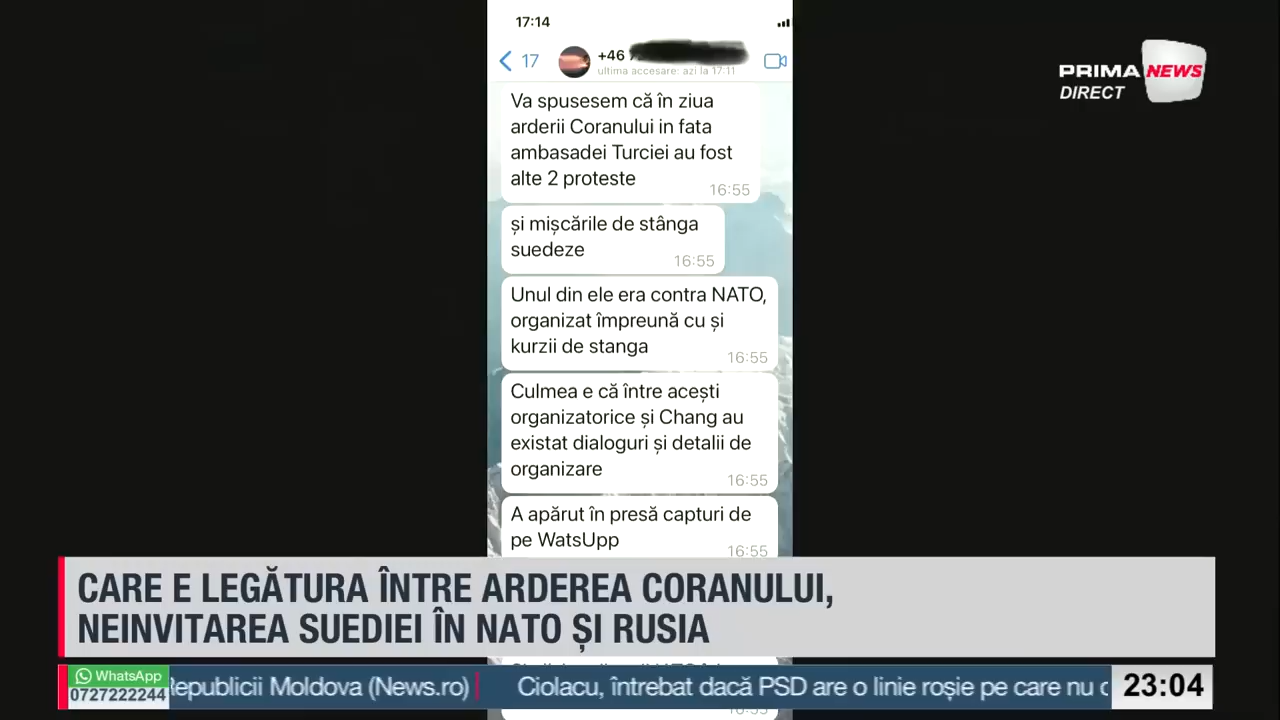 17:14
17
+46
ultima accesare: azi la 17:11
PRIMA NEWS
DIRECT
Va spusesem că în ziua
arderii Coranului in fata
ambasadei Turciei au fost
alte 2 proteste
16:55
și mișcările de stânga
suedeze
16:55
Unul din ele era contra NATO,
organizat împreună cu și
kurzii de stanga
16:55
Culmea e că între acești
organizatorice și Chang au
existat dialoguri și detalii de
organizare
16:55
A apărut în presă capturi de
pe WatsUpp
16:55
CARE E LEGĂTURA ÎNTRE ARDEREA CORANULUI,
NEINVITAREA SUEDIEI ÎN NATO ȘI RUSIA
WhatsApp
0727222244
Republicii Moldova (News.ro)
Ciolacu, întrebat dacă PSD are o linie roșie pe care nu
23:04
16:55